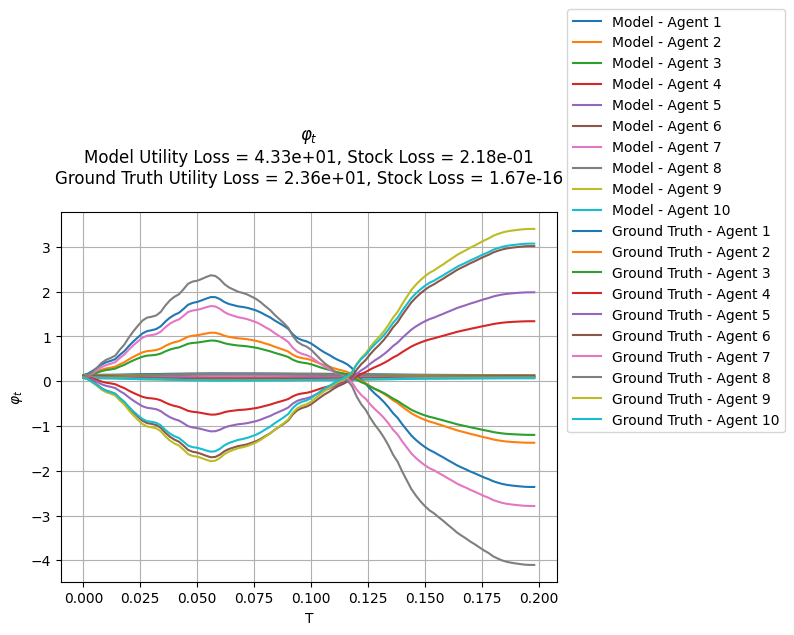 φt
Model Utility Loss = 4.33e+01, Stock Loss = 2.18e-01
Ground Truth Utility Loss = 2.36e+01, Stock Loss = 1.67e-16
φt
3
2
1
0
−1
−2
−3
−4
0.000 0.025 0.050 0.075 0.100 0.125 0.150 0.175 0.200
T
Model - Agent 1
Model - Agent 2
Model - Agent 3
Model - Agent 4
Model - Agent 5
Model - Agent 6
Model - Agent 7
Model - Agent 8
Model - Agent 9
Model - Agent 10
Ground Truth - Agent 1
Ground Truth - Agent 2
Ground Truth - Agent 3
Ground Truth - Agent 4
Ground Truth - Agent 5
Ground Truth - Agent 6
Ground Truth - Agent 7
Ground Truth - Agent 8
Ground Truth - Agent 9
Ground Truth - Agent 10